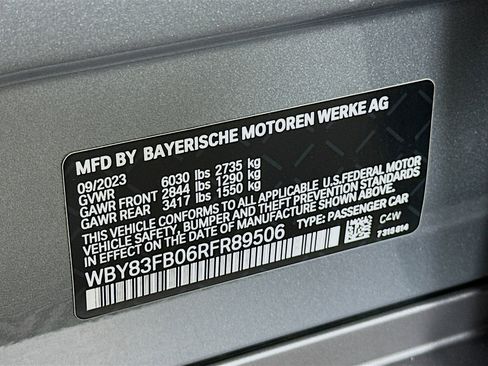 MFD BY BAYERISCHE MOTOREN WERKE AG
09/2023 6030 lbs 2735 kg
GVWR
GAWR FRONT 2844 lbs 1290 kg
GAWR REAR 3417 lbs 1550 kg
THIS VEHICLE CONFORMS TO ALL APPLICABLE U.S.FEDERAL MOTOR
VEHICLE SAFETY, BUMPER AND THEFT PREVENTION STANDARDS
IN EFFECT ON THE DATE OF MANUFACTURE SHOWN ABOVE.
WBY83FB06RFR89506 TYPE: PASSENGER CAR
C4W
7318614